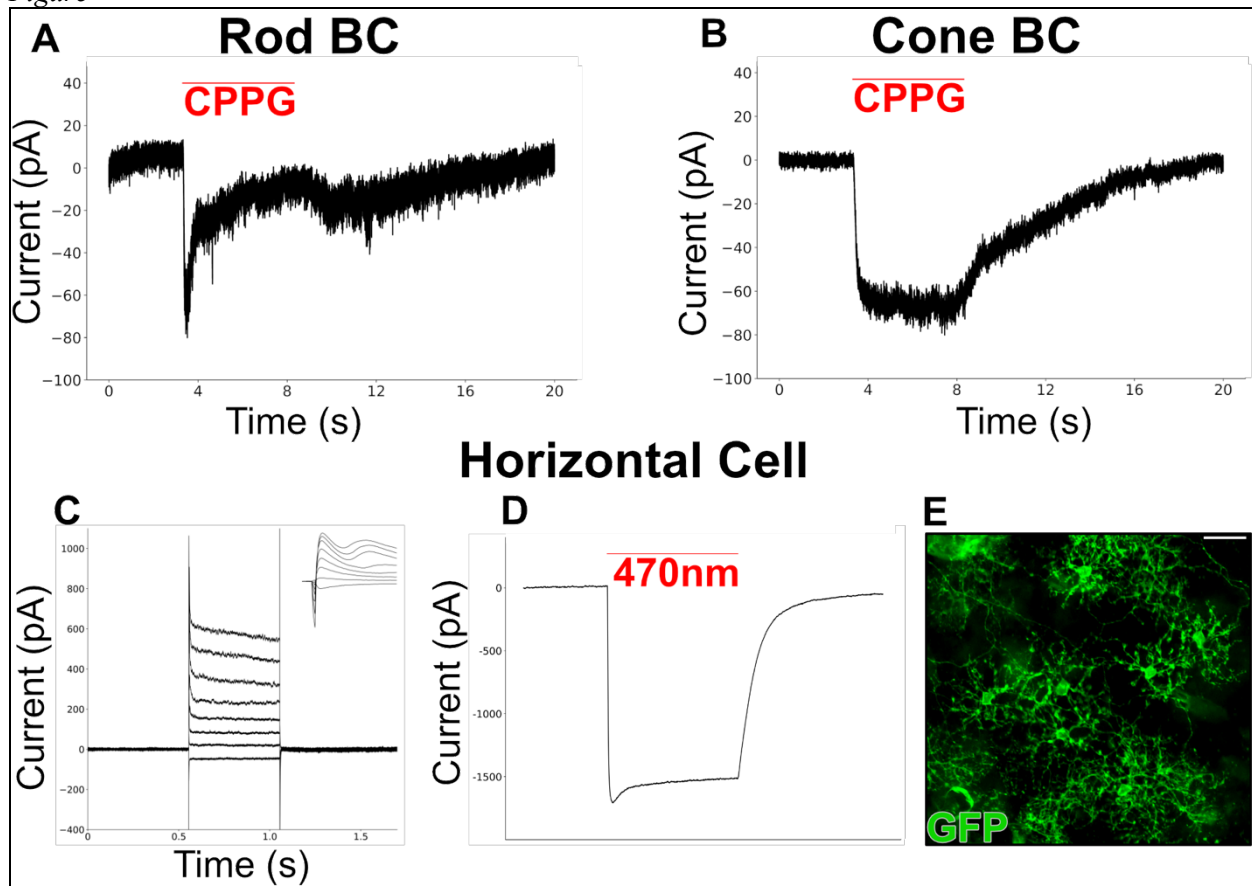 Figure
A Rod BC
B Cone BC
CPPG
CPPG
Current (pA)
40
20
0
−20
−40
−60
−80
−100
0 4 8 12 16 20
Time (s)
Current (pA)
40
20
0
−20
−40
−60
−80
−100
0 4 8 12 16 20
Time (s)
Horizontal Cell
C
Current (pA)
1000
800
600
400
200
0
−200
−400
0 0.5 1.0 1.5
Time (s)
D
470nm
Current (pA)
0
-500
-1000
-1500
E
GFP